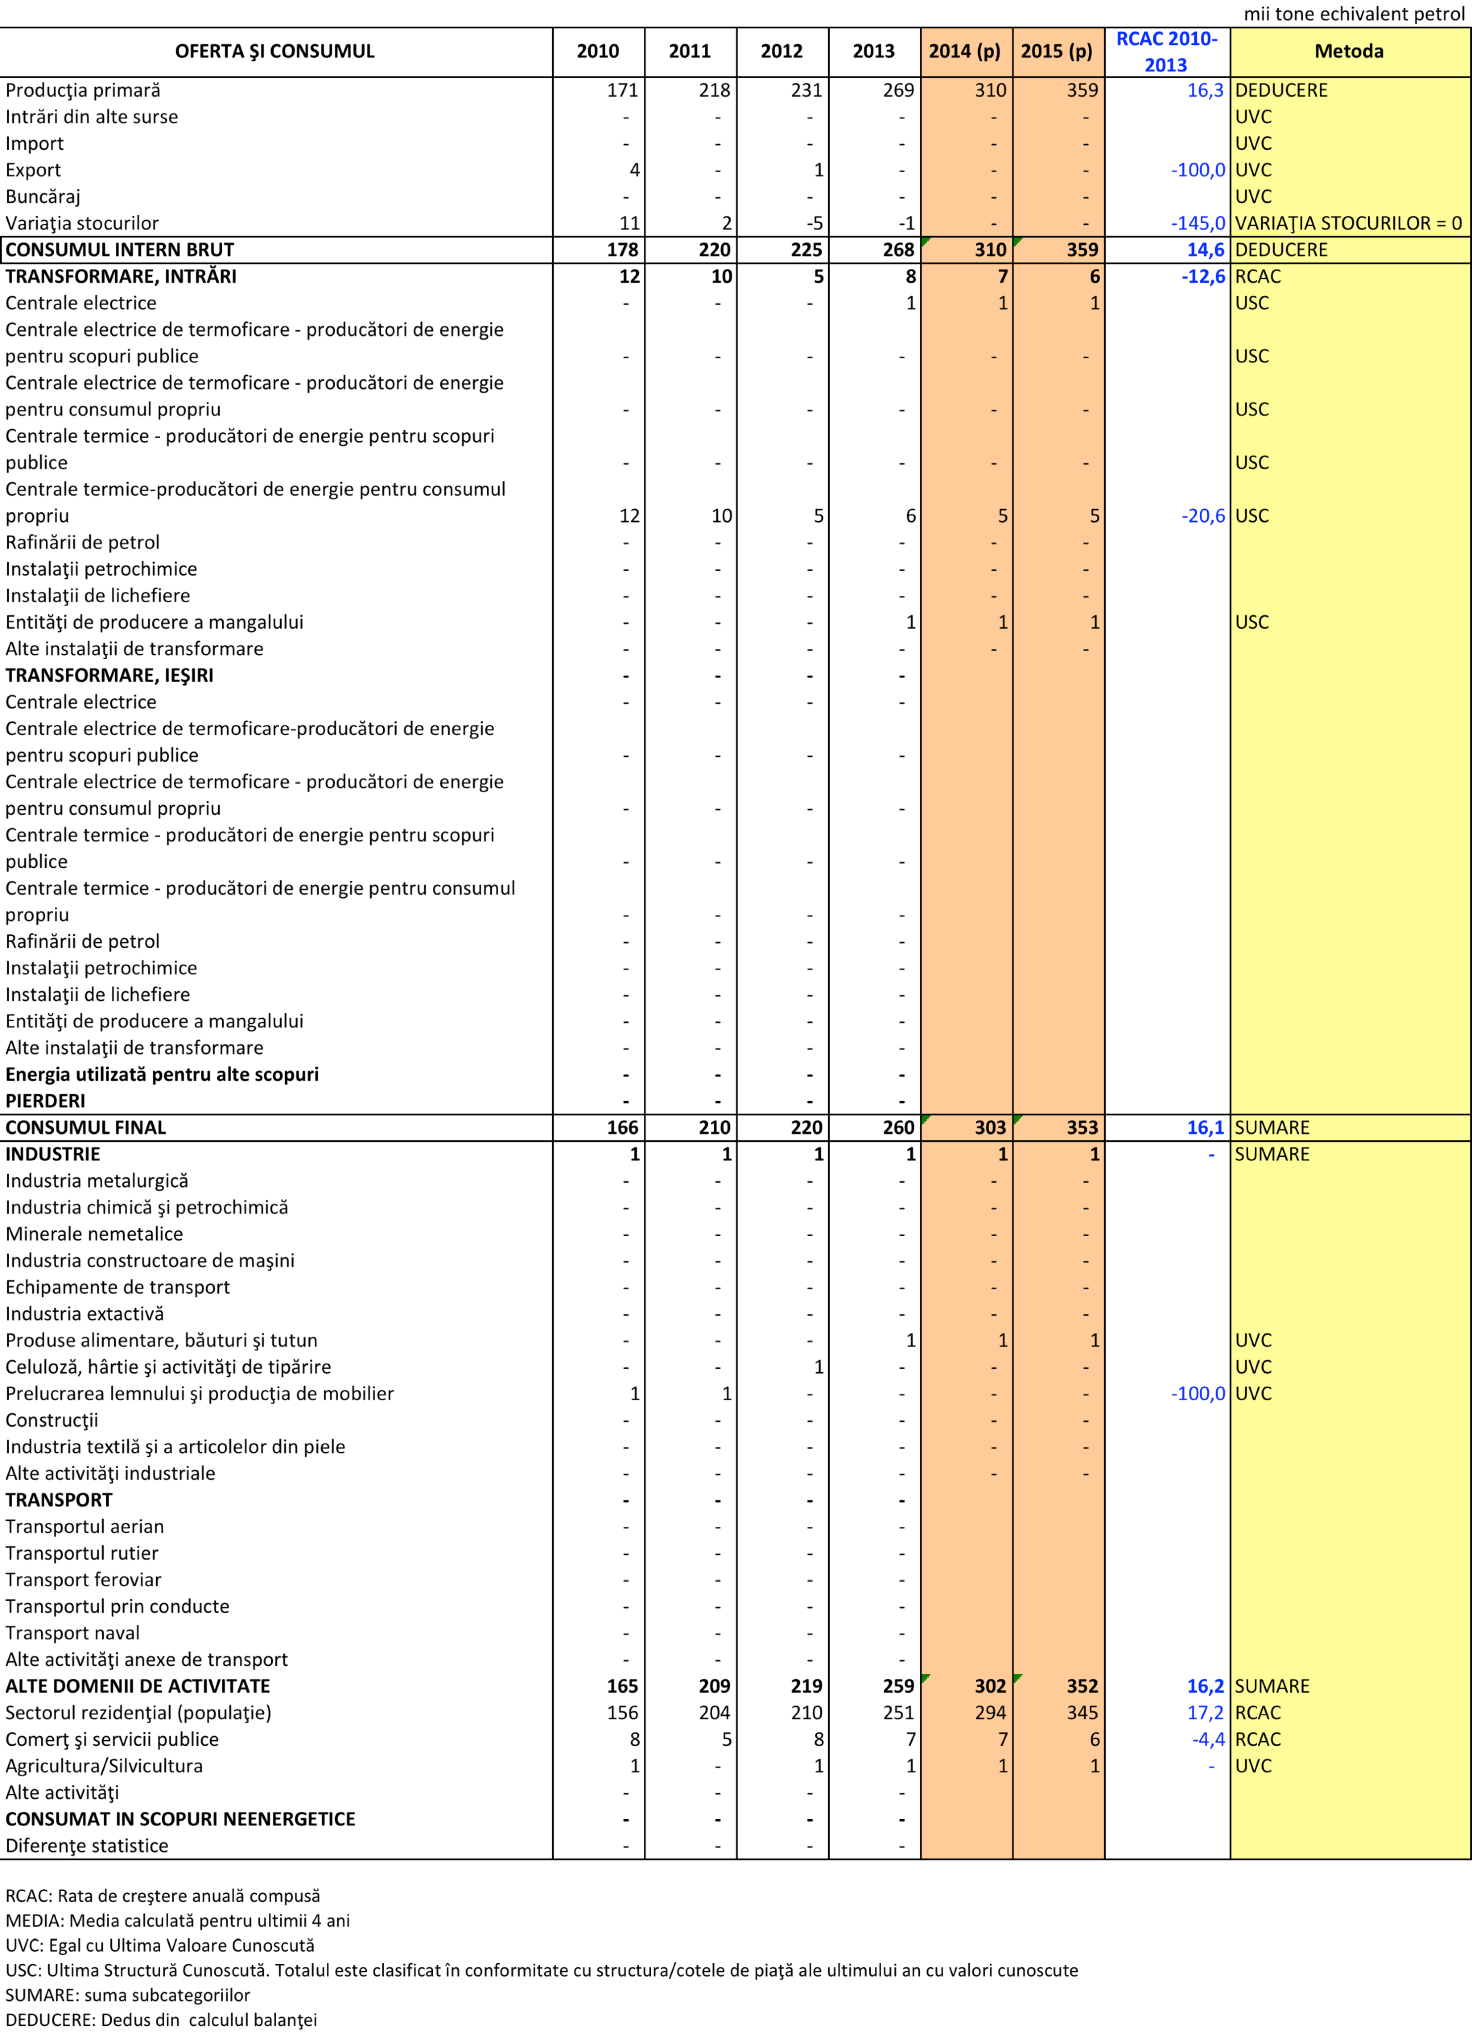 mii tone echivalent petrol
OFERTA ŞI CONSUMUL 2010 2011 2012 2013 2014 (p) 2015 (p) RCAC 2010-2013 Metoda
Producţia primară 171 218 231 269 310 359 16,3 DEDUCERE
Intrări din alte surse - - - - - - UVC
Import - - - - - - UVC
Export 4 - 1 - - - -100,0 UVC
Buncăraj - - - - - - UVC
Variaţia stocurilor 11 2 -5 -1 - - -145,0 VARIAŢIA STOCURILOR = 0
CONSUMUL INTERN BRUT 178 220 225 268 310 359 14,6 DEDUCERE
TRANSFORMARE, INTRĂRI 12 10 5 8 7 6 -12,6 RCAC
Centrale electrice - - - 1 1 1 USC
Centrale electrice de termoficare - producători de energie
pentru scopuri publice - - - - - - USC
Centrale electrice de termoficare - producători de energie
pentru consumul propriu - - - - - - USC
Centrale termice - producători de energie pentru scopuri
publice - - - - - - USC
Centrale termice-producători de energie pentru consumul
propriu 12 10 5 6 5 5 -20,6 USC
Rafinării de petrol - - - - - -
Instalaţii petrochimice - - - - - -
Instalaţii de lichefiere - - - - - -
Entităţi de producere a mangalului - - - 1 1 1 USC
Alte instalaţii de transformare - - - - - -
TRANSFORMARE, IEŞIRI - - - -
Centrale electrice - - - -
Centrale electrice de termoficare-producători de energie
pentru scopuri publice - - - -
Centrale electrice de termoficare - producători de energie
pentru consumul propriu - - - -
Centrale termice - producători de energie pentru scopuri
publice - - - -
Centrale termice - producători de energie pentru consumul
propriu - - - -
Rafinării de petrol - - - -
Instalaţii petrochimice - - - -
Instalaţii de lichefiere - - - -
Entităţi de producere a mangalului - - - -
Alte instalaţii de transformare - - - -
Energia utilizată pentru alte scopuri - - - -
PIERDERI - - - -
CONSUMUL FINAL 166 210 220 260 303 353 16,1 SUMARE
INDUSTRIE 1 1 1 1 1 1 - SUMARE
Industria metalurgică - - - - - -
Industria chimică şi petrochimică - - - - - -
Minerale nemetalice - - - - - -
Industria constructoare de maşini - - - - - -
Echipamente de transport - - - - - -
Industria extactivă - - - - - -
Produse alimentare, băuturi şi tutun - - - 1 1 1 UVC
Celuloză, hârtie şi activităţi de tipărire - - 1 - - - UVC
Prelucrarea lemnului şi producţia de mobilier 1 1 - - - - -100,0 UVC
Construcţii - - - - - -
Industria textilă şi a articolelor din piele - - - - - -
Alte activităţi industriale - - - - - -
TRANSPORT - - - -
Transportul aerian - - - -
Transportul rutier - - - -
Transport feroviar - - - -
Transportul prin conducte - - - -
Transport naval - - - -
Alte activităţi anexe de transport - - - -
ALTE DOMENII DE ACTIVITATE 165 209 219 259 302 352 16,2 SUMARE
Sectorul rezidenţial (populaţie) 156 204 210 251 294 345 17,2 RCAC
Comerţ şi servicii publice 8 5 8 7 7 6 -4,4 RCAC
Agricultura/Silvicultura 1 - 1 1 1 1 - UVC
Alte activităţi - - - -
CONSUMAT IN SCOPURI NEENERGETICE - - - -
Diferenţe statistice - - - -
RCAC: Rata de creştere anuală compusă
MEDIA: Media calculată pentru ultimii 4 ani
UVC: Egal cu Ultima Valoare Cunoscută
USC: Ultima Structură Cunoscută. Totalul este clasificat în conformitate cu structura/cotele de piaţă ale ultimului an cu valori cunoscute
SUMARE: suma subcategoriilor
DEDUCERE: Dedus din calculul balanţei